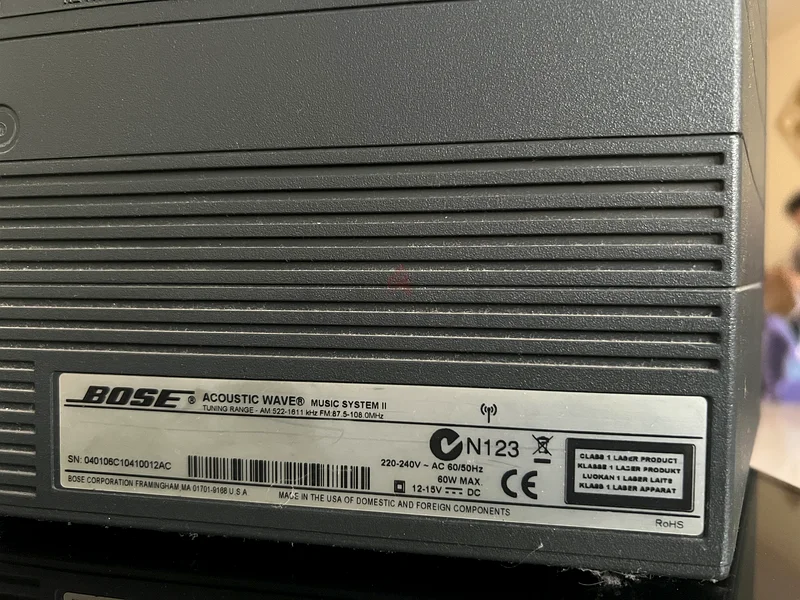 BOSE ® ACOUSTIC WAVE® MUSIC SYSTEM II
TUNING RANGE - AM 522-1611 kHz FM:87.5-108.0MHz
N123
CLASS 1 LASER PRODUCT
KLASSE 1 LASER PRODUKT
LUOKAN 1 LASER LAITE
KLASS 1 LASER APPARAT
SN: 040106C10410012AC
220-240V ~ AC 60/50Hz
60W MAX.
12-15V DC
CE
BOSE CORPORATION FRAMINGHAM,MA 01701-9168 U S A
MADE IN THE USA OF DOMESTIC AND FOREIGN COMPONENTS
RoHS